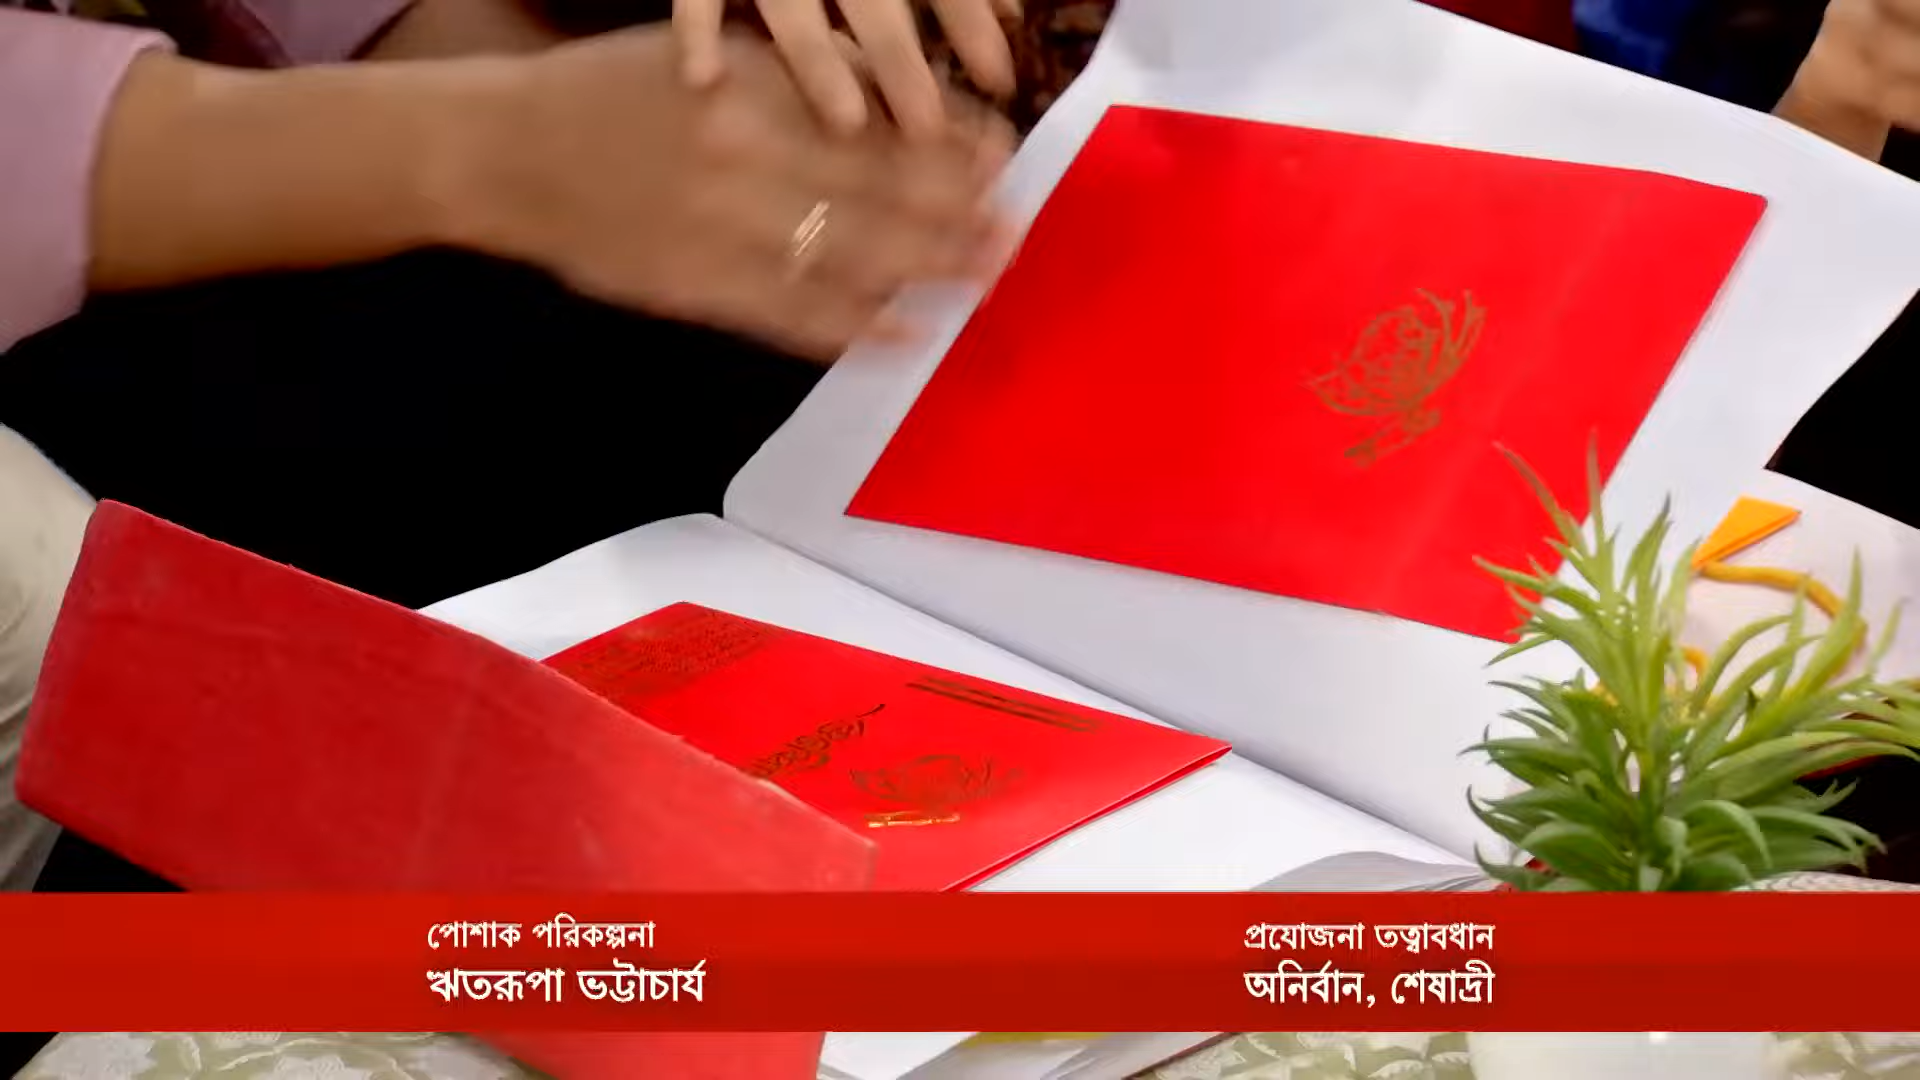 পোশাক পরিকল্পনা
ঋতরূপা ভট্টাচার্য
প্রযোজনা তত্ত্বাবধান
অনির্বান, শেষাদ্রী